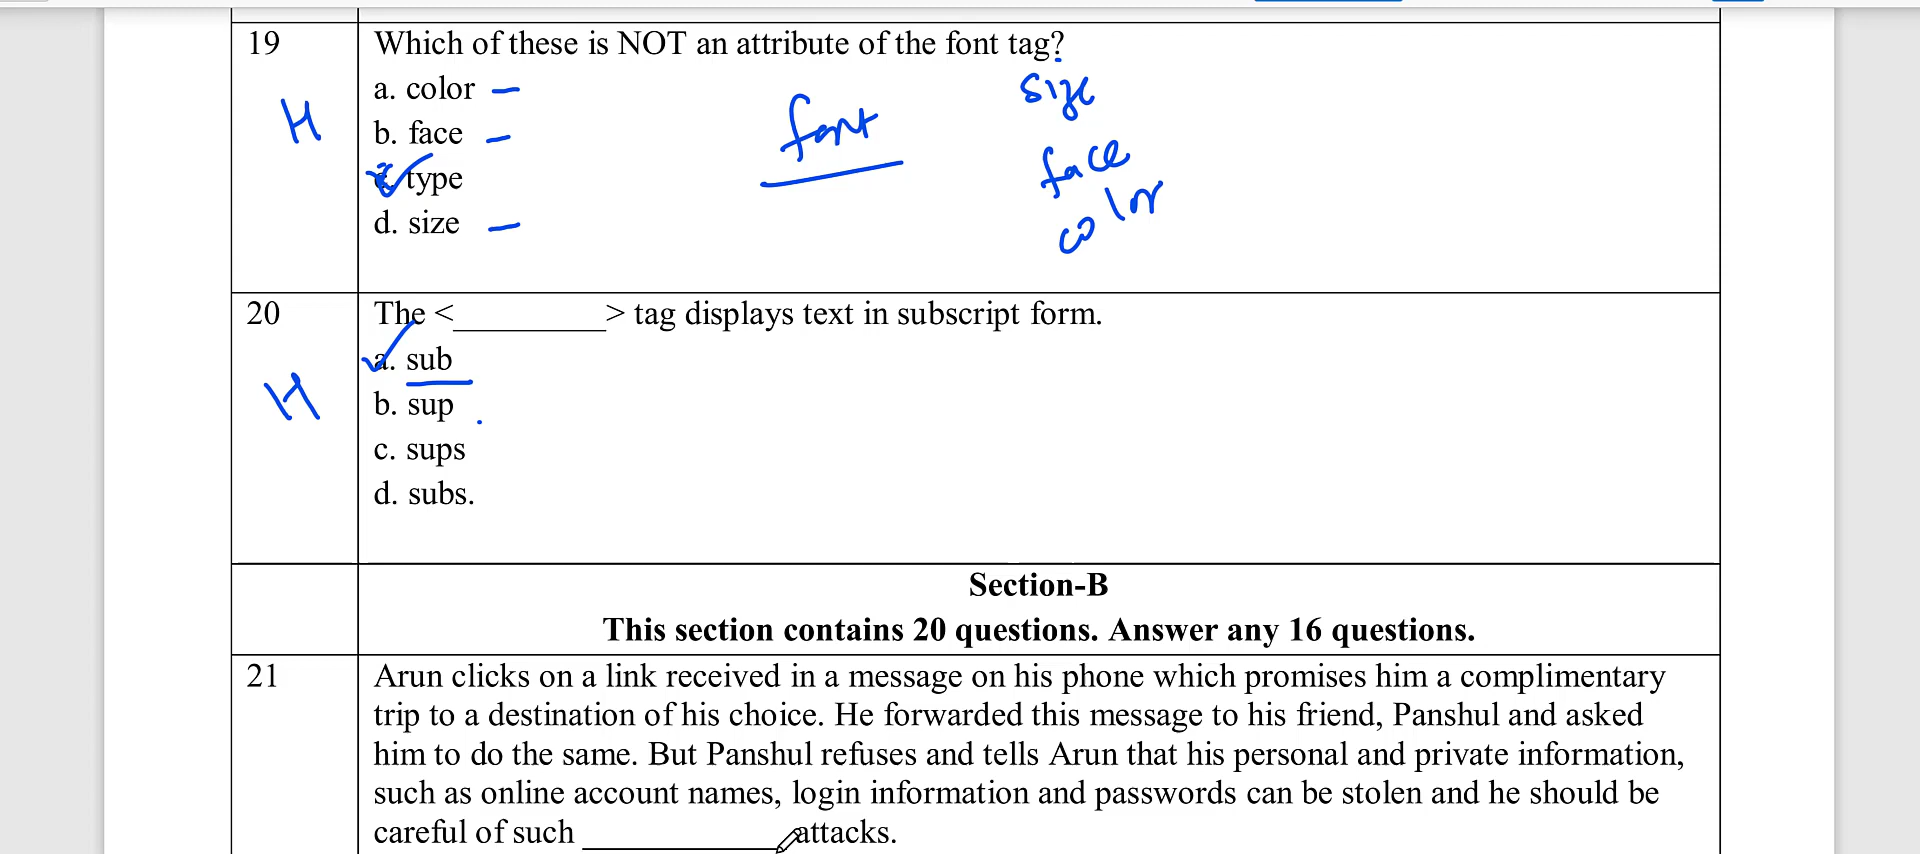 19
Which of these is NOT an attribute of the font tag?
a. color
b. face
c. type
d. size
H
font
size
face
color
20
The <_________> tag displays text in subscript form.
a. sub
b. sup
c. sups
d. subs.
H
Section-B
This section contains 20 questions. Answer any 16 questions.
21
Arun clicks on a link received in a message on his phone which promises him a complimentary
trip to a destination of his choice. He forwarded this message to his friend, Panshul and asked
him to do the same. But Panshul refuses and tells Arun that his personal and private information,
such as online account names, login information and passwords can be stolen and he should be
careful of such ____________ attacks.